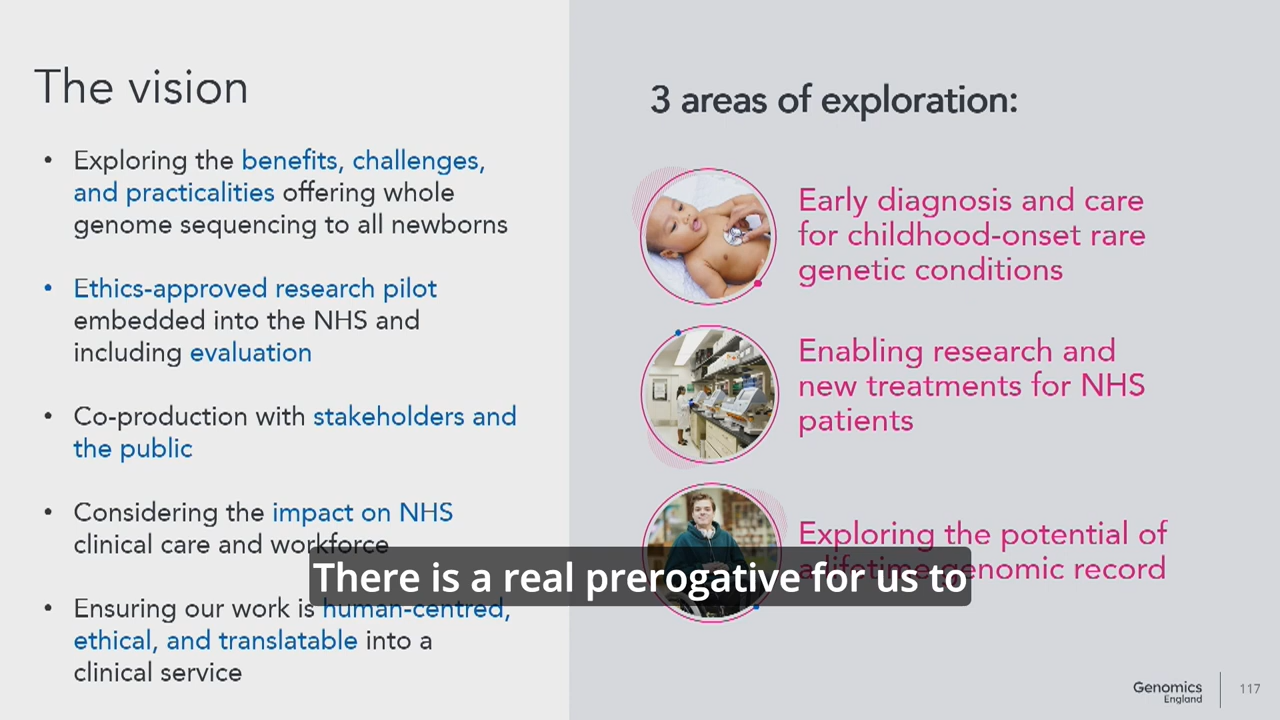 The vision
• Exploring the benefits, challenges,
and practicalities offering whole
genome sequencing to all newborns
• Ethics-approved research pilot
embedded into the NHS and
including evaluation
• Co-production with stakeholders and
the public
• Considering the impact on NHS
clinical care and workforce
• Ensuring our work is human-centred,
ethical, and translatable into a
clinical service
3 areas of exploration:
Early diagnosis and care
for childhood-onset rare
genetic conditions
Enabling research and
new treatments for NHS
patients
Exploring the potential of
a lifetime genomic record
There is a real prerogative for us to
Genomics
England
117